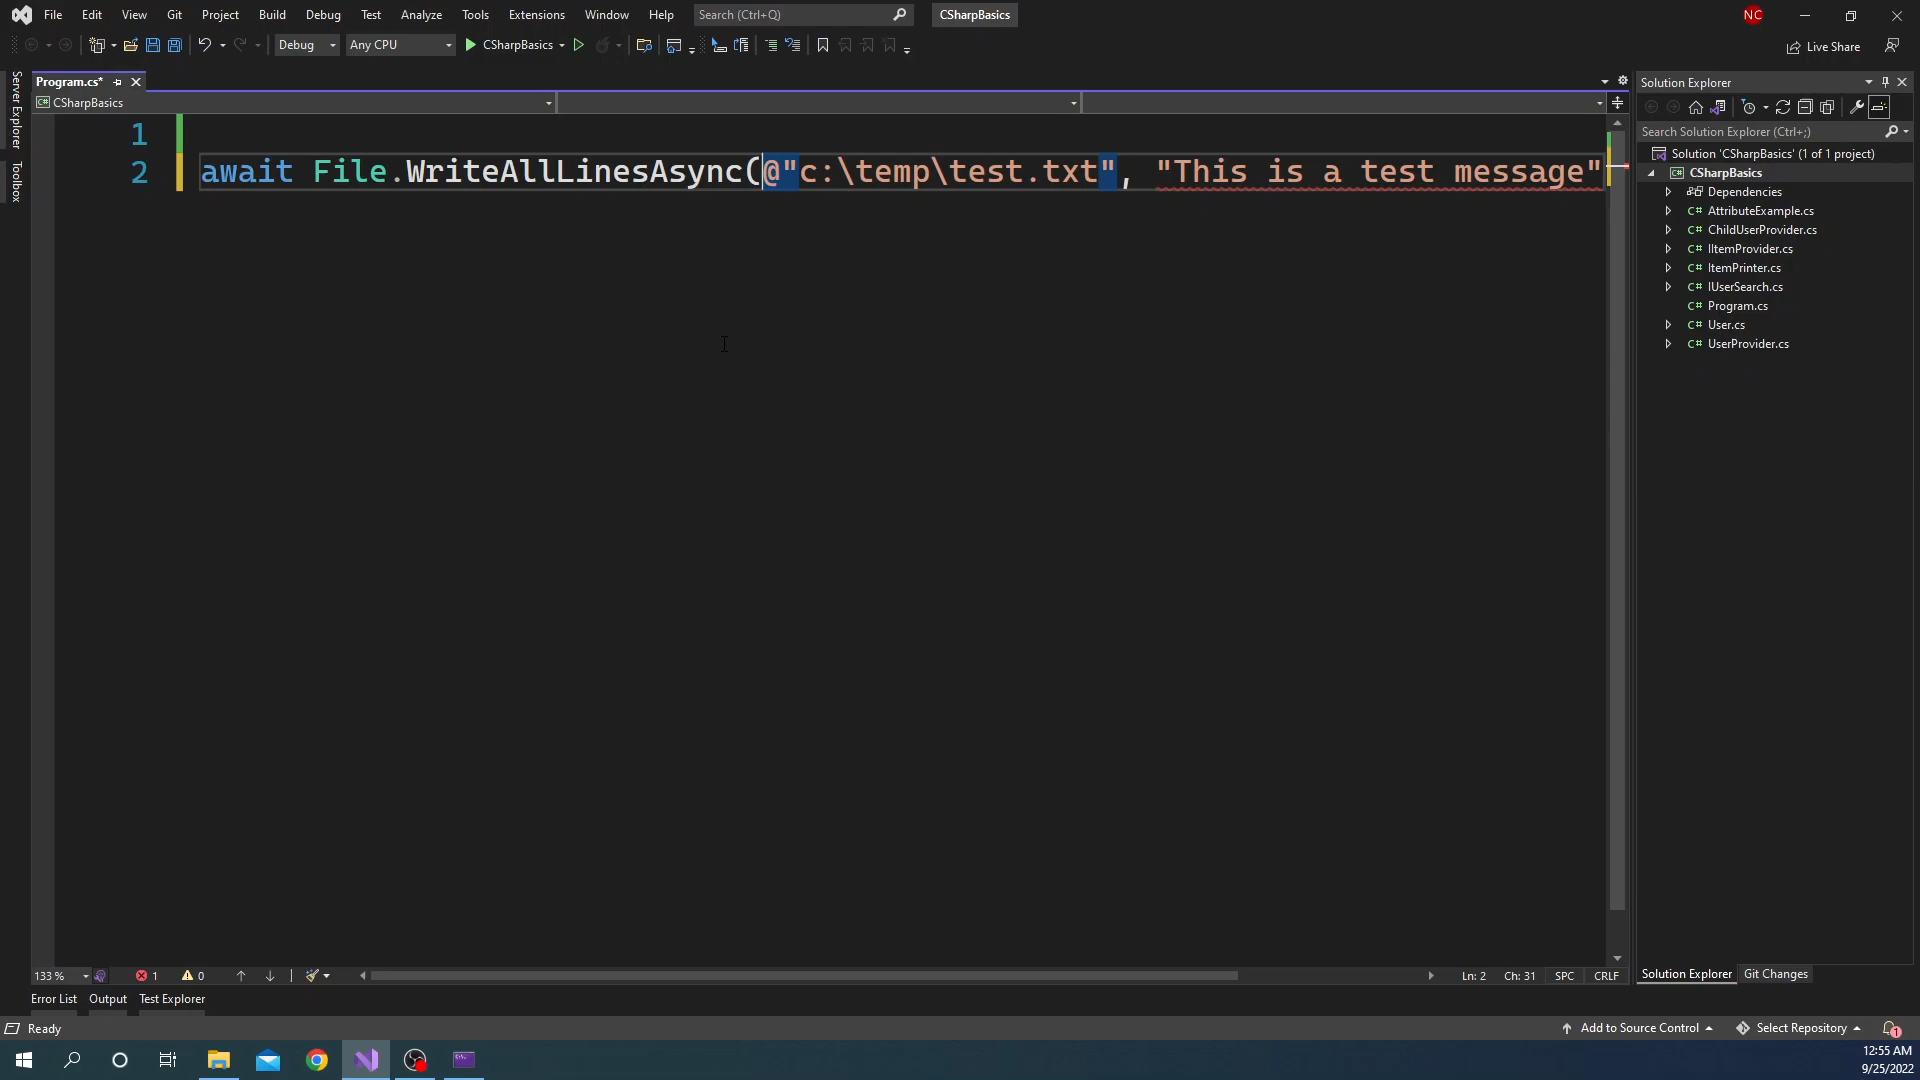 File Edit View Git Project Build Debug Test Analyze Tools Extensions Window Help Search (Ctrl+Q) CSharpBasics NC
Debug Any CPU CSharpBasics Live Share
Server Explorer
Toolbox
Program.cs*
CSharpBasics
1
2 await File.WriteAllLinesAsync(@"c:\temp\test.txt", "This is a test message"
Solution Explorer
Search Solution Explorer (Ctrl+;)
Solution 'CSharpBasics' (1 of 1 project)
CSharpBasics
Dependencies
C# AttributeExample.cs
C# ChildUserProvider.cs
C# IItemProvider.cs
C# ItemPrinter.cs
C# IUserSearch.cs
C# Program.cs
C# User.cs
C# UserProvider.cs
133 % 1 0 Ln: 2 Ch: 31 SPC CRLF
Solution Explorer Git Changes
Error List Output Test Explorer
Ready Add to Source Control Select Repository 1
12:55 AM
9/25/2022